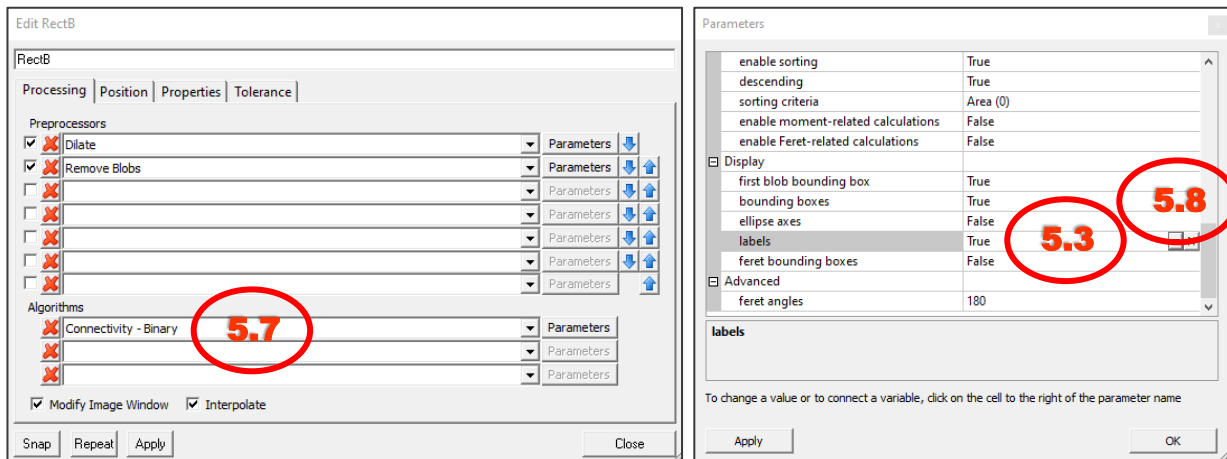 Edit RectB
RectB
Processing Position Properties Tolerance
Preprocessors
Dilate Parameters
Remove Blobs Parameters
Parameters
Parameters
Parameters
Parameters
Parameters
Algorithms
Connectivity - Binary 5.7 Parameters
Parameters
Parameters
Modify Image Window Interpolate
Snap Repeat Apply Close
Parameters
enable sorting True
descending True
sorting criteria Area (0)
enable moment-related calculations False
enable Feret-related calculations False
Display
first blob bounding box True
bounding boxes True 5.8
ellipse axes False
labels True 5.3
feret bounding boxes False
Advanced
feret angles 180
labels
To change a value or to connect a variable, click on the cell to the right of the parameter name
Apply OK